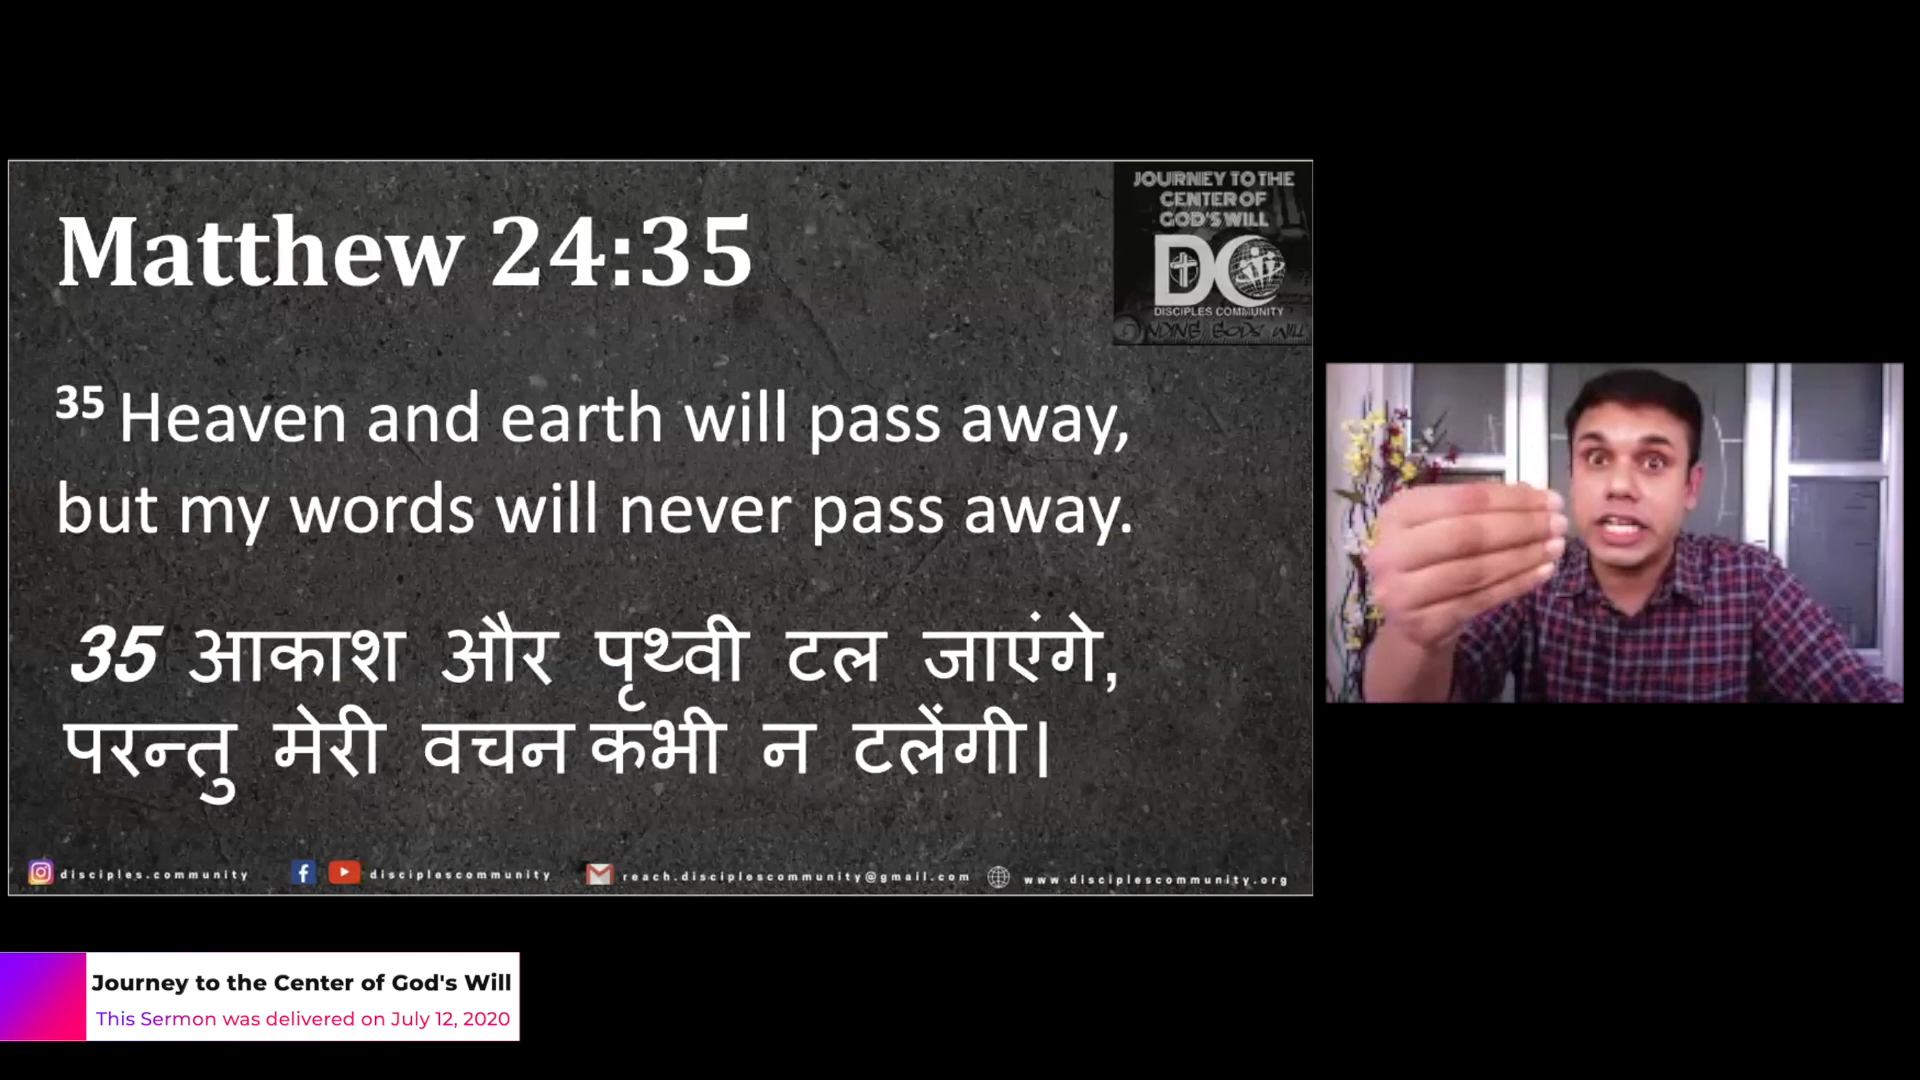 JOURNEY TO THE
CENTER OF
GOD'S WILL
DC
DISCIPLES COMMUNITY
GOD'S WILL
Matthew 24:35
35 Heaven and earth will pass away,
but my words will never pass away.
35 आकाश और पृथ्वी टल जाएंगे,
परन्तु मेरी वचन कभी न टलेंगी।
disciples.community
disciplescommunity
reach.disciplescommunity@gmail.com
www.disciplescommunity.org
Journey to the Center of God's Will
This Sermon was delivered on July 12, 2020